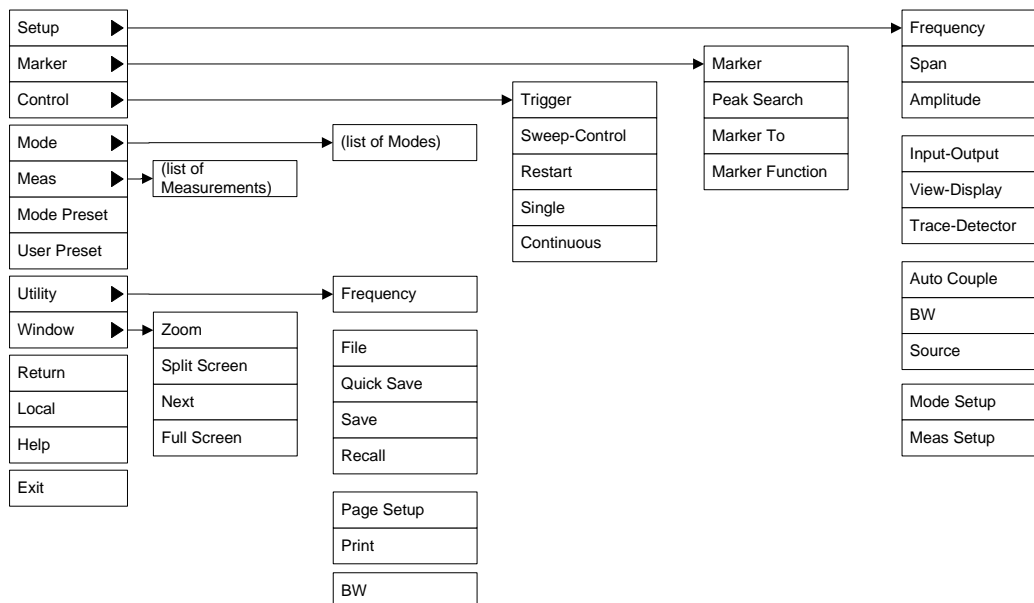 Setup
Marker
Control
Mode
Meas
Mode Preset
User Preset
Utility
Window
Return
Local
Help
Exit
(list of
Measurements)
Zoom
Split Screen
Next
Full Screen
(list of Modes)
Frequency
File
Quick Save
Save
Recall
Page Setup
Print
BW
Trigger
Sweep-Control
Restart
Single
Continuous
Marker
Peak Search
Marker To
Marker Function
Frequency
Span
Amplitude
Input-Output
View-Display
Trace-Detector
Auto Couple
BW
Source
Mode Setup
Meas Setup